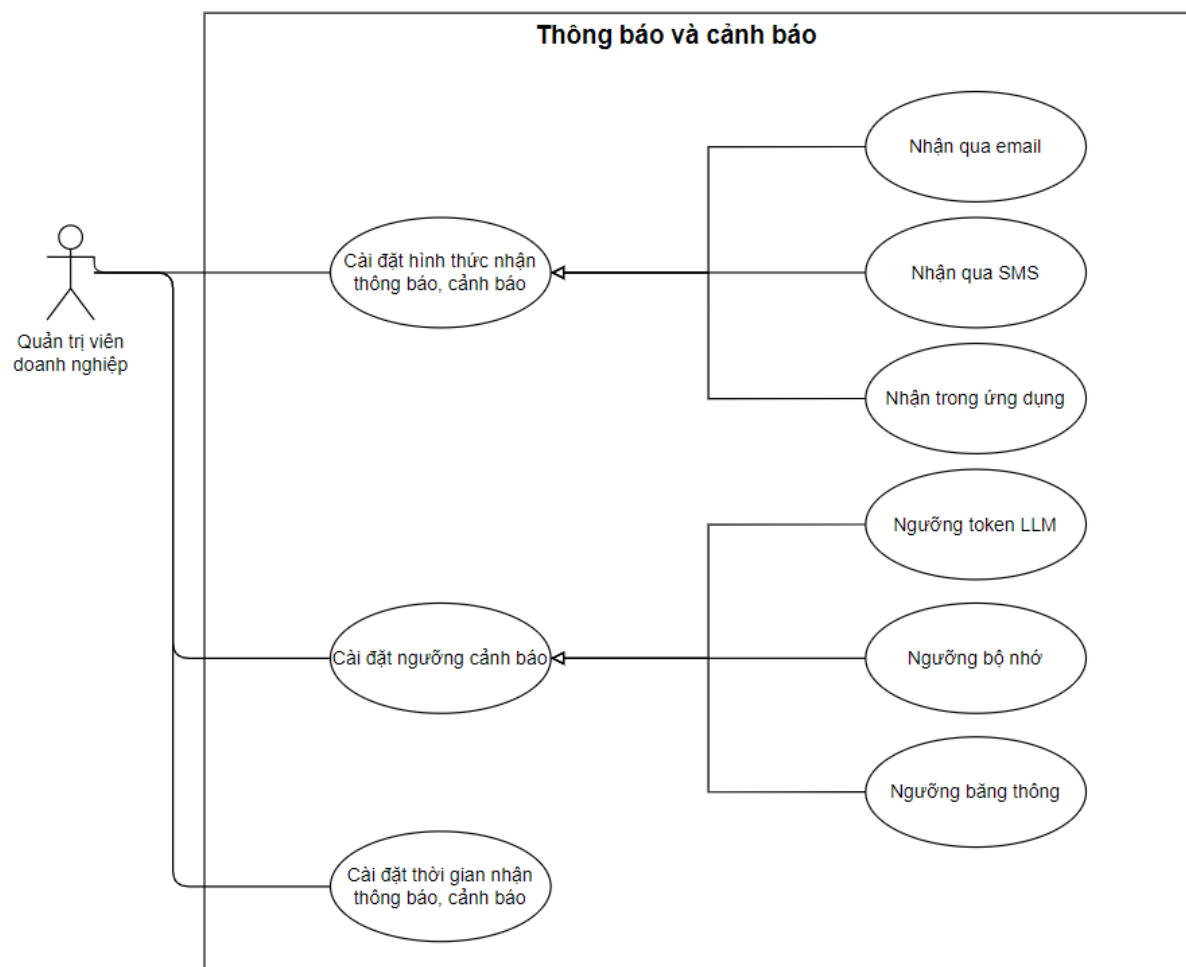 Thông báo và cảnh báo
Nhận qua email
Cài đặt hình thức nhận
thông báo, cảnh báo
Nhận qua SMS
Quản trị viên
doanh nghiệp
Nhận trong ứng dụng
Ngưỡng token LLM
Cài đặt ngưỡng cảnh báo
Ngưỡng bộ nhớ
Ngưỡng băng thông
Cài đặt thời gian nhận
thông báo, cảnh báo